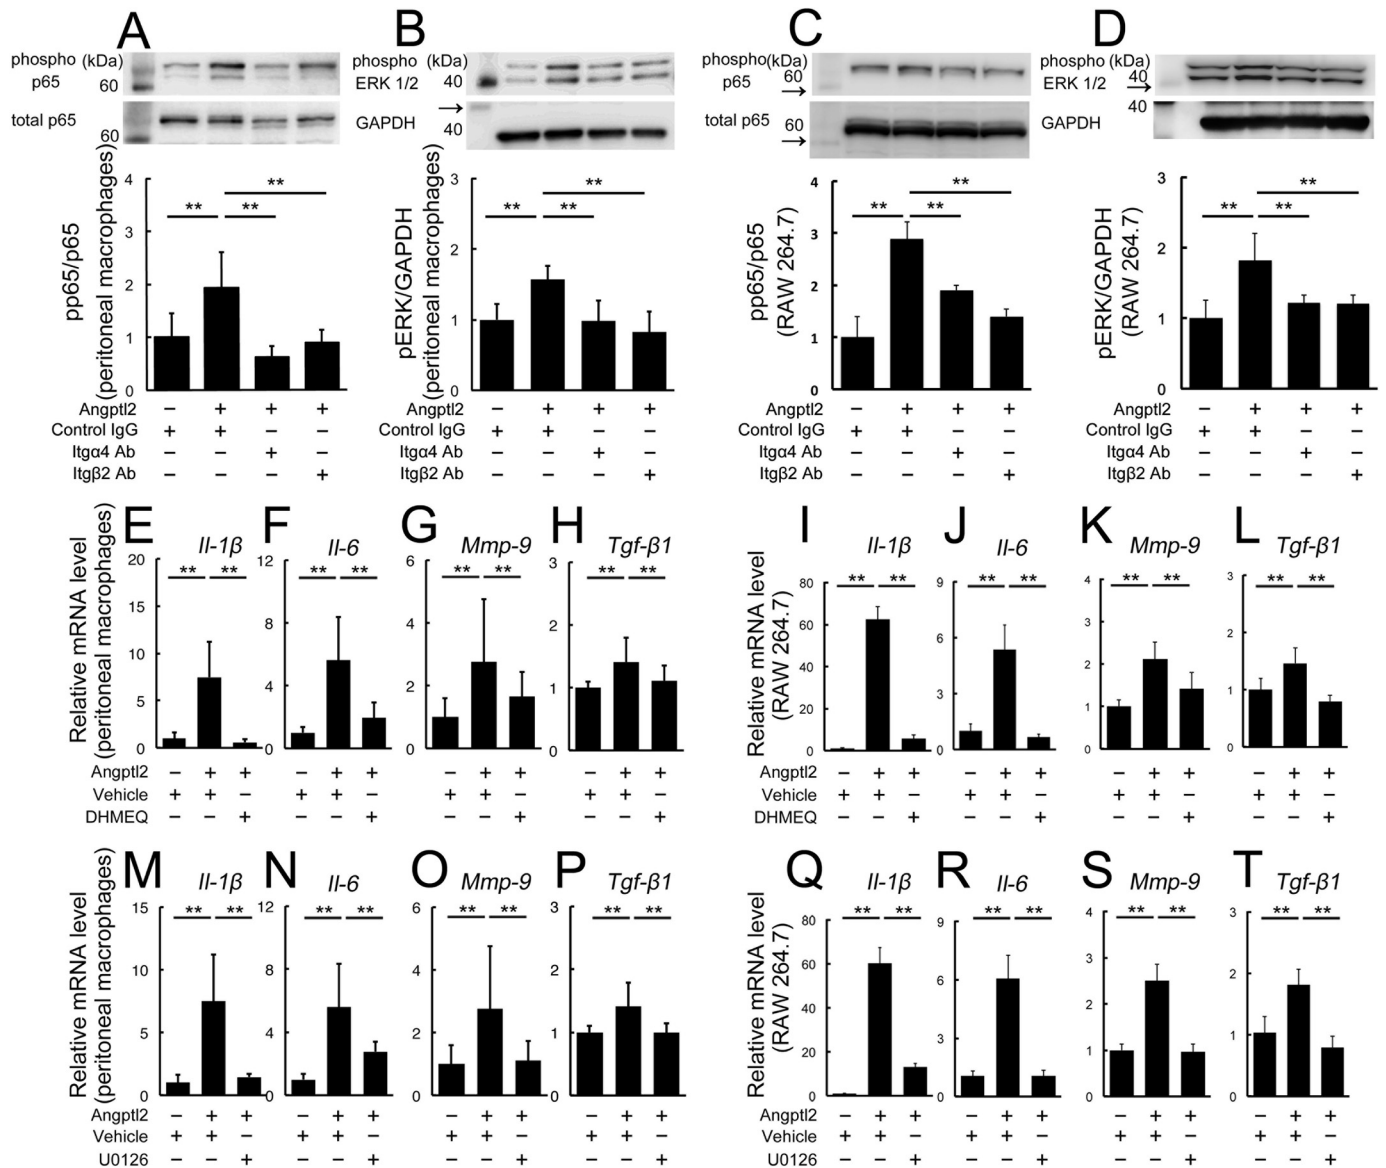 A B C D
phospho (kDa)
p65 60
total p65 60
phospho (kDa)
ERK 1/2 40
→
GAPDH 40
phospho (kDa)
p65 60
→
total p65 60
→
phospho (kDa)
ERK 1/2 40
→
GAPDH 40
pp65/p65
(peritoneal macrophages)
4
3
2
1
0
** ** **
Angptl2 – + + +
Control IgG + + – –
Itgα4 Ab – – + –
Itgβ2 Ab – – – +
pERK/GAPDH
(peritoneal macrophages)
3
2
1
0
** ** **
Angptl2 – + + +
Control IgG + + – –
Itgα4 Ab – – + –
Itgβ2 Ab – – – +
pp65/p65
(RAW 264.7)
4
3
2
1
0
** ** **
Angptl2 – + + +
Control IgG + + – –
Itgα4 Ab – – + –
Itgβ2 Ab – – – +
pERK/GAPDH
(RAW 264.7)
3
2
1
0
** ** **
Angptl2 – + + +
Control IgG + + – –
Itgα4 Ab – – + –
Itgβ2 Ab – – – +
E F G H I J K L
Relative mRNA level
(peritoneal macrophages)
Il-1β
20
15
10
5
0
** **
Il-6
12
8
4
0
** **
Mmp-9
6
4
2
0
** **
Tgf-β1
3
2
1
0
** **
Angptl2 – + + – + + – + + – + +
Vehicle + + – + + – + + – + + –
DHMEQ – – + – – + – – + – – +
Relative mRNA level
(RAW 264.7)
Il-1β
80
60
40
20
0
** **
Il-6
9
6
3
0
** **
Mmp-9
4
3
2
1
0
** **
Tgf-β1
3
2
1
0
** **
Angptl2 – + + – + + – + + – + +
Vehicle + + – + + – + + – + + –
DHMEQ – – + – – + – – + – – +
M N O P Q R S T
Relative mRNA level
(peritoneal macrophages)
Il-1β
15
10
5
0
** **
Il-6
12
8
4
0
** **
Mmp-9
6
4
2
0
** **
Tgf-β1
3
2
1
0
** **
Angptl2 – + + – + + – + + – + +
Vehicle + + – + + – + + – + + –
U0126 – – + – – + – – + – – +
Relative mRNA level
(RAW 264.7)
Il-1β
80
60
40
20
0
** **
Il-6
9
6
3
0
** **
Mmp-9
4
3
2
1
0
** **
Tgf-β1
3
2
1
0
** **
Angptl2 – + + – + + – + + – + +
Vehicle + + – + + – + + – + + –
U0126 – – + – – + – – + – – +